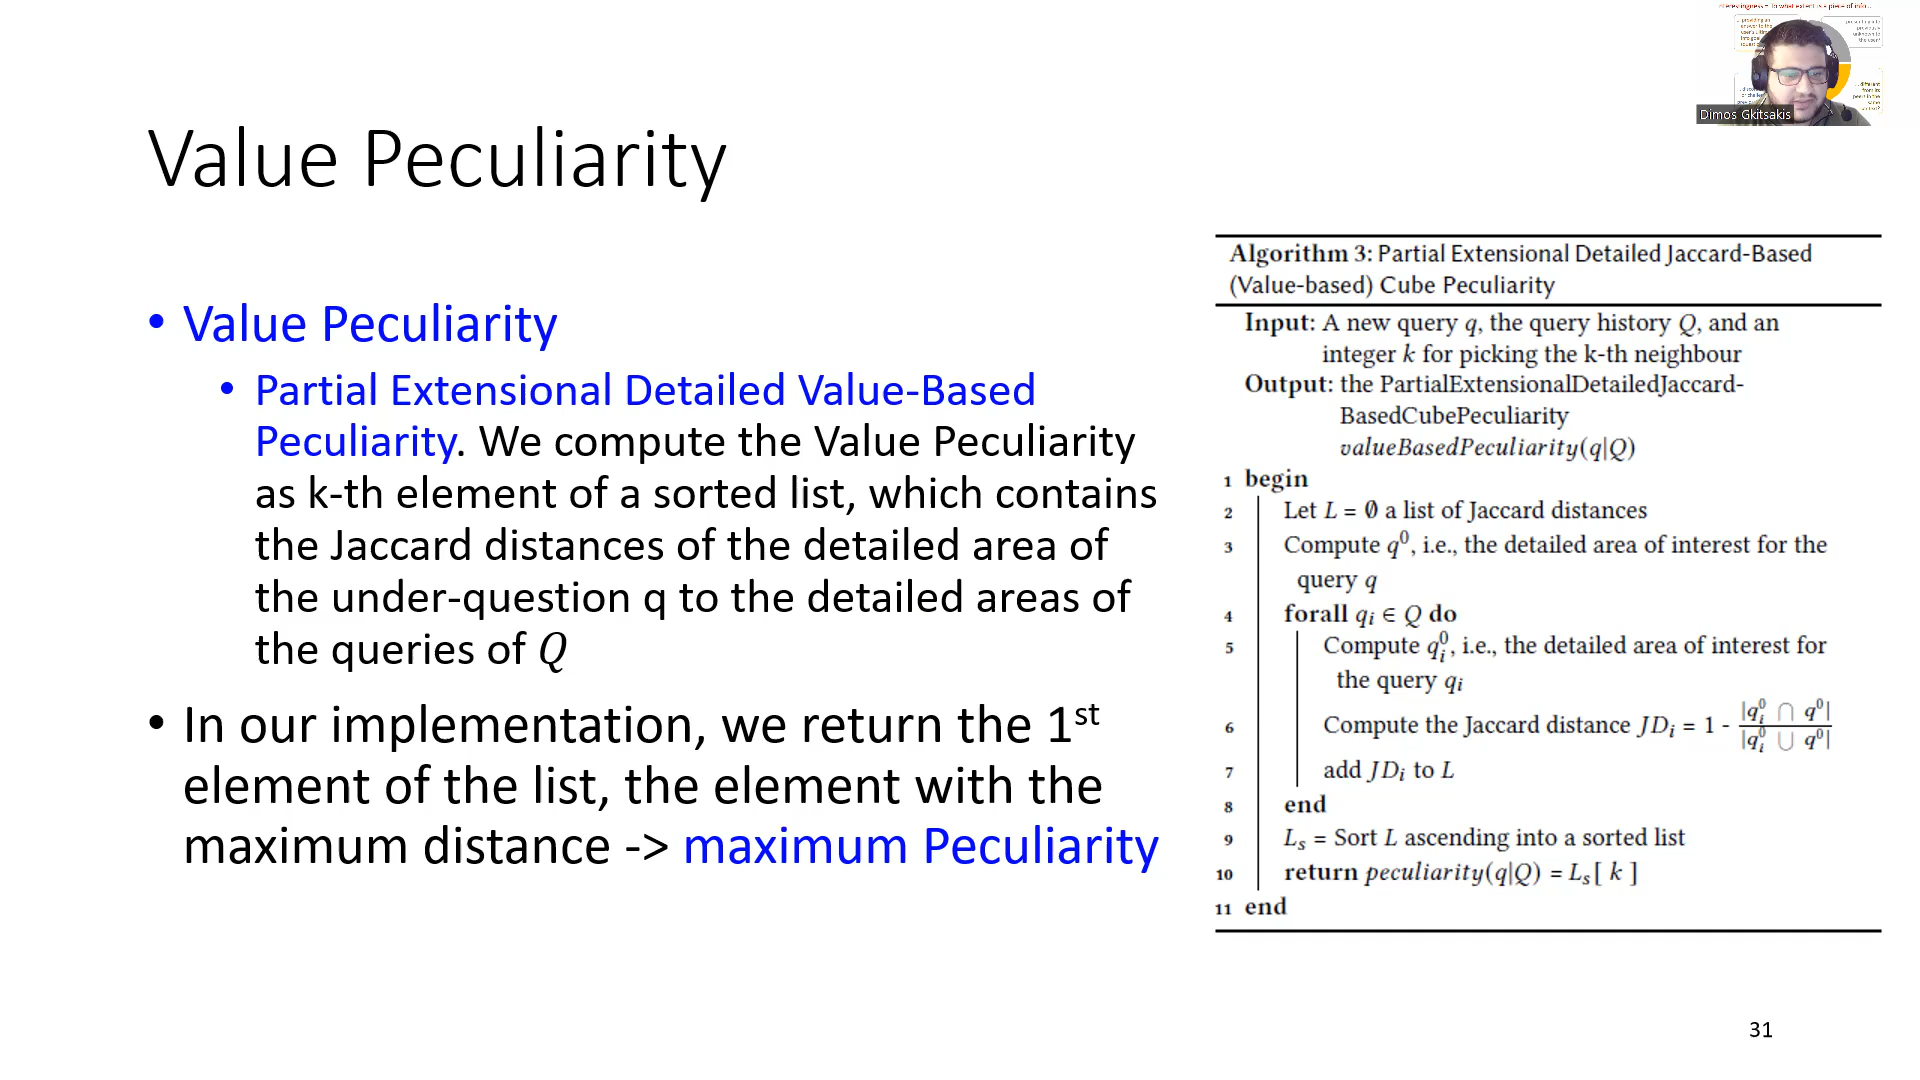 nterestingness = To what extent is a piece of info...
Dimos Gkitsakis
Value Peculiarity
• Value Peculiarity
• Partial Extensional Detailed Value-Based
Peculiarity. We compute the Value Peculiarity
as k-th element of a sorted list, which contains
the Jaccard distances of the detailed area of
the under-question q to the detailed areas of
the queries of Q
• In our implementation, we return the 1st
element of the list, the element with the
maximum distance -> maximum Peculiarity
Algorithm 3: Partial Extensional Detailed Jaccard-Based
(Value-based) Cube Peculiarity
Input: A new query q, the query history Q, and an
integer k for picking the k-th neighbour
Output: the PartialExtensionalDetailedJaccard-
BasedCubePeculiarity
valueBasedPeculiarity(q|Q)
1 begin
2 Let L = ∅ a list of Jaccard distances
3 Compute q⁰, i.e., the detailed area of interest for the
query q
4 forall qᵢ ∈ Q do
5 Compute qᵢ⁰, i.e., the detailed area of interest for
the query qᵢ
6 Compute the Jaccard distance JDᵢ = 1 - |qᵢ⁰ ∩ q⁰| / |qᵢ⁰ ∪ q⁰|
7 add JDᵢ to L
8 end
9 Lₛ = Sort L ascending into a sorted list
10 return peculiarity(q|Q) = Lₛ[ k ]
11 end
31